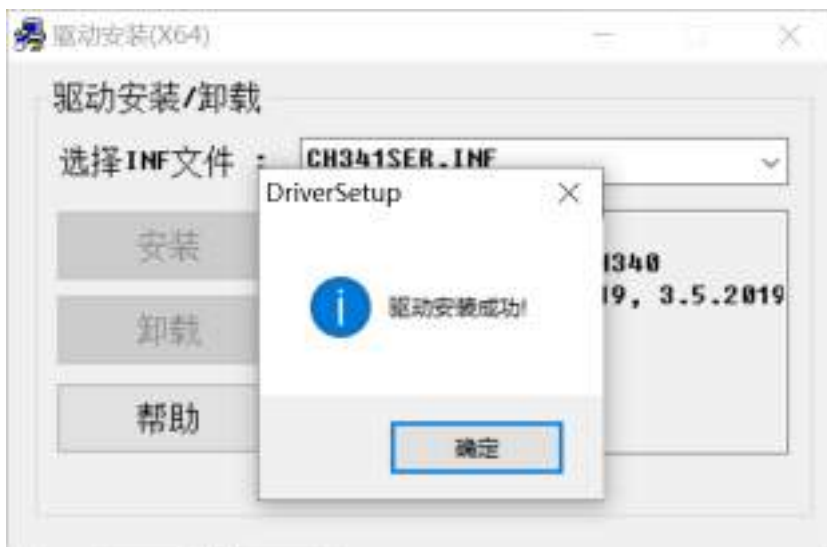 驱动安装(X64)
驱动安装/卸载
选择INF文件 :
CH341SER.INF
DriverSetup
安装
H340
19, 3.5.2019
驱动安装成功!
卸载
帮助
确定